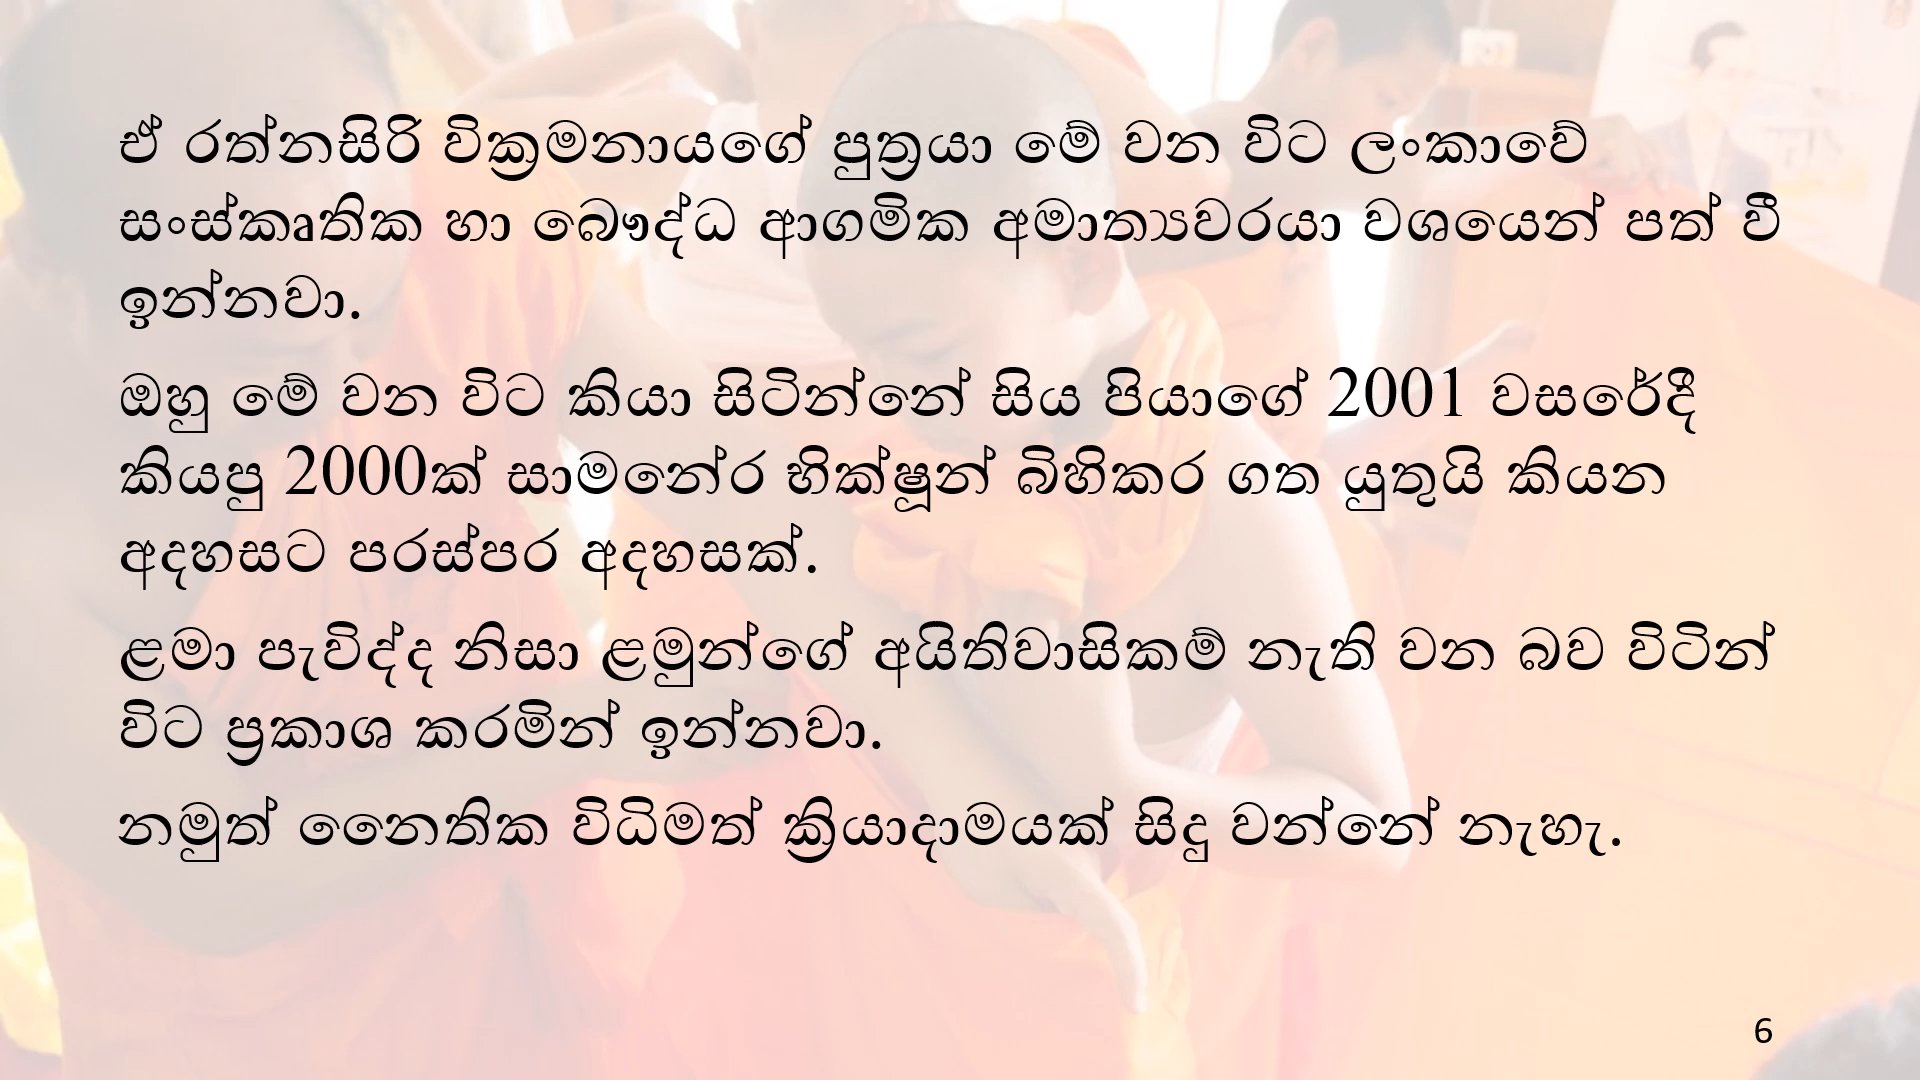 ඒ රත්නසිරි වික්‍රමනායගේ පුත්‍රයා මේ වන විට ලංකාවේ
සංස්කෘතික හා බෞද්ධ ආගමික අමාත්‍යවරයා වශයෙන් පත් වී
ඉන්නවා.
ඔහු මේ වන විට කියා සිටින්නේ සිය පියාගේ 2001 වසරේදී
කියපු 2000ක් සාමනේර භික්ෂූන් බිහිකර ගත යුතුයි කියන
අදහසට පරස්පර අදහසක්.
ළමා පැවිද්ද නිසා ළමුන්ගේ අයිතිවාසිකම් නැති වන බව විටින්
විට ප්‍රකාශ කරමින් ඉන්නවා.
නමුත් නෛතික විධිමත් ක්‍රියාදාමයක් සිදු වන්නේ නැහැ.
6